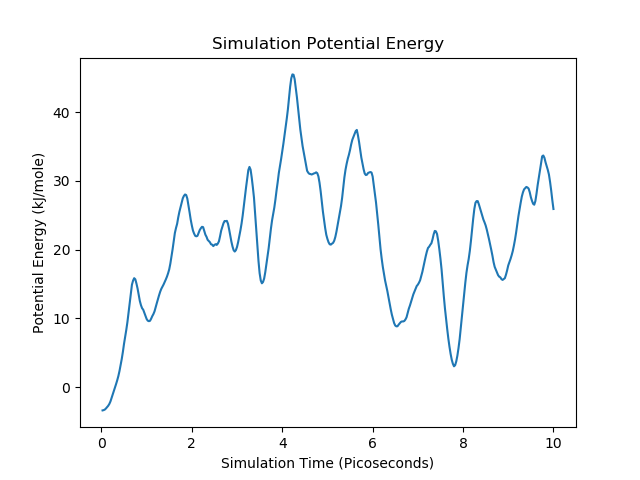 Simulation Potential Energy
Potential Energy (kJ/mole)
40
30
20
10
0
0 2 4 6 8 10
Simulation Time (Picoseconds)